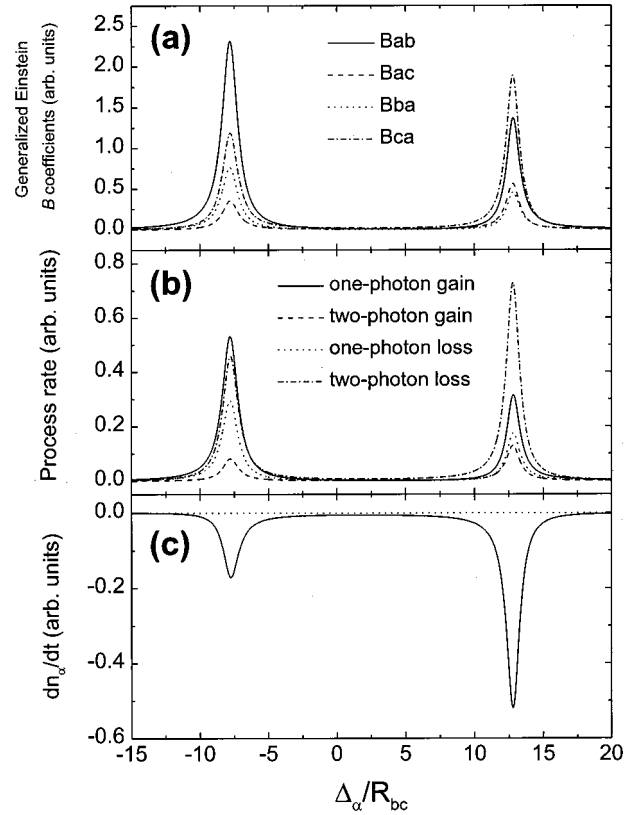 (a)
Generalized Einstein
B coefficients (arb. units)
2.5
2.0
1.5
1.0
0.5
0.0
Bab
Bac
Bba
Bca
(b)
Process rate (arb. units)
0.8
0.6
0.4
0.2
0.0
one-photon gain
two-photon gain
one-photon loss
two-photon loss
(c)
dnα/dt (arb. units)
0.0
-0.2
-0.4
-0.6
-15 -10 -5 0 5 10 15 20
Δα/Rbc